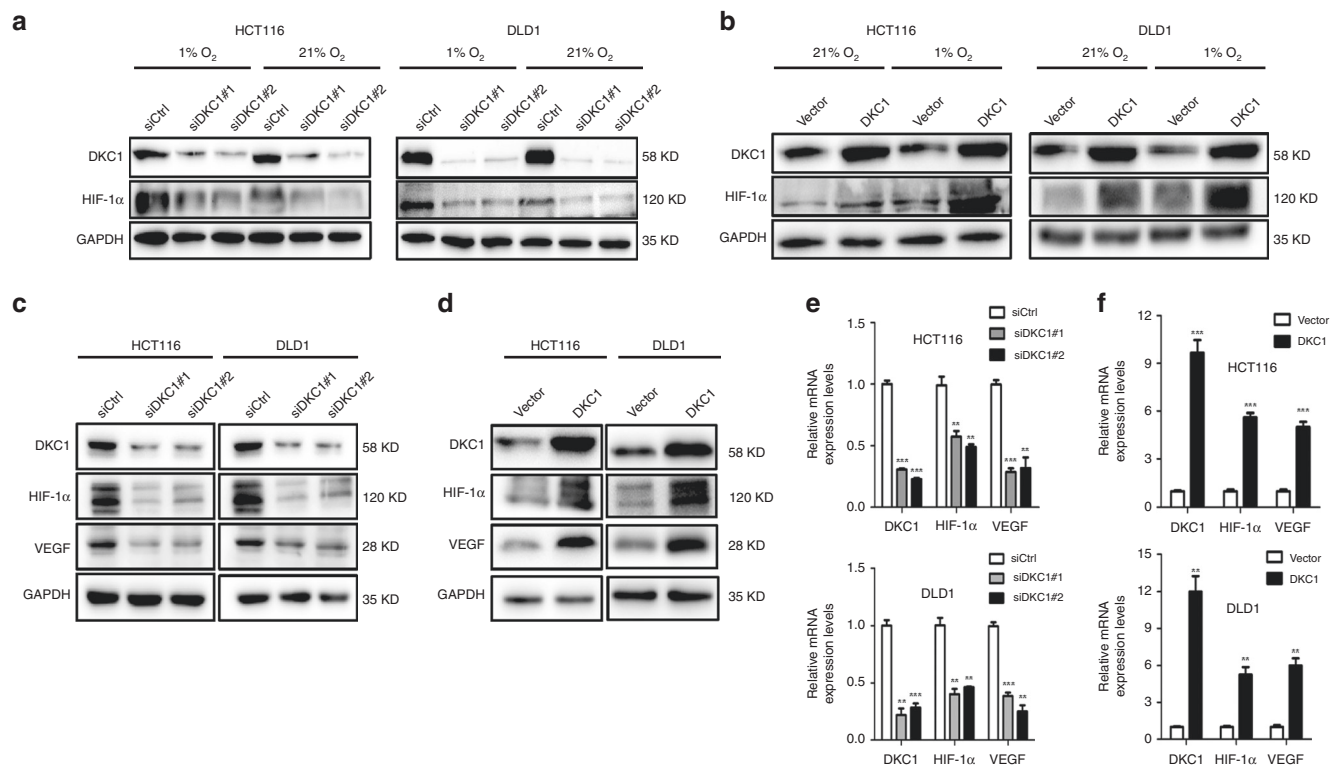 a
HCT116
DLD1
1% O2
21% O2
1% O2
21% O2
siCtrl
siDKC1#1
siDKC1#2
siCtrl
siDKC1#1
siDKC1#2
siCtrl
siDKC1#1
siDKC1#2
siCtrl
siDKC1#1
siDKC1#2
DKC1
58 KD
HIF-1α
120 KD
GAPDH
35 KD
b
HCT116
DLD1
21% O2
1% O2
21% O2
1% O2
Vector
DKC1
Vector
DKC1
Vector
DKC1
Vector
DKC1
DKC1
58 KD
HIF-1α
120 KD
GAPDH
35 KD
c
HCT116
DLD1
siCtrl
siDKC1#1
siDKC1#2
siCtrl
siDKC1#1
siDKC1#2
DKC1
58 KD
HIF-1α
120 KD
VEGF
28 KD
GAPDH
35 KD
d
HCT116
DLD1
Vector
DKC1
Vector
DKC1
DKC1
58 KD
HIF-1α
120 KD
VEGF
28 KD
GAPDH
35 KD
e
siCtrl
siDKC1#1
siDKC1#2
HCT116
Relative mRNA
expression levels
1.5
1.0
0.5
0.0
*** ***
** **
*** **
DKC1 HIF-1α VEGF
siCtrl
siDKC1#1
siDKC1#2
DLD1
Relative mRNA
expression levels
1.5
1.0
0.5
0.0
** ***
** **
*** **
DKC1 HIF-1α VEGF
f
Vector
DKC1
HCT116
Relative mRNA
expression levels
12
9
6
3
0
***
***
***
DKC1 HIF-1α VEGF
Vector
DKC1
DLD1
Relative mRNA
expression levels
15
12
9
6
3
0
**
**
**
DKC1 HIF-1α VEGF